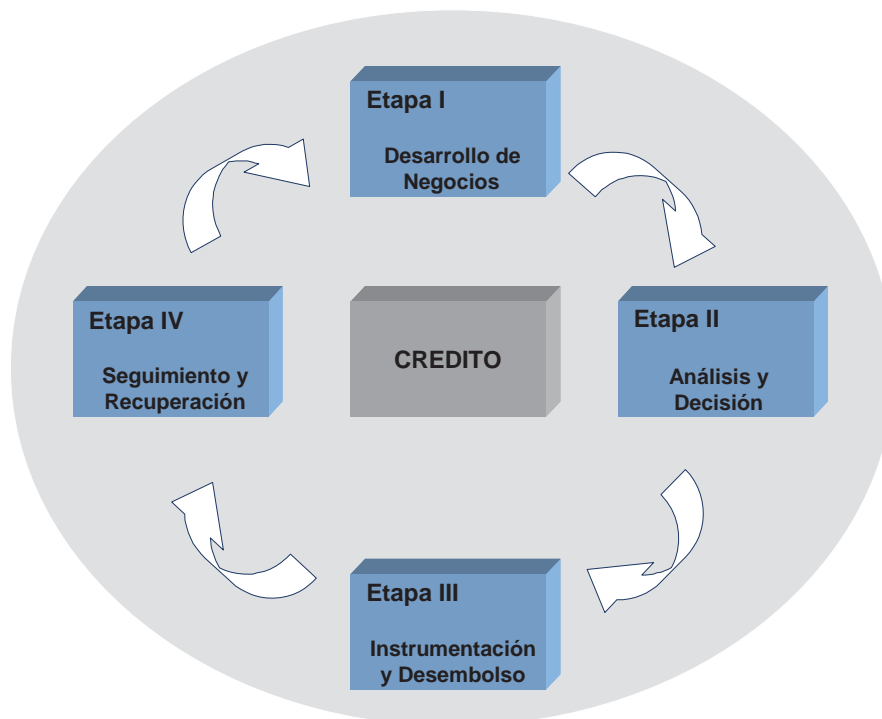 Etapa I
Desarrollo de
Negocios
Etapa IV
Seguimiento y
Recuperación
CREDITO
Etapa II
Análisis y
Decisión
Etapa III
Instrumentación
y Desembolso